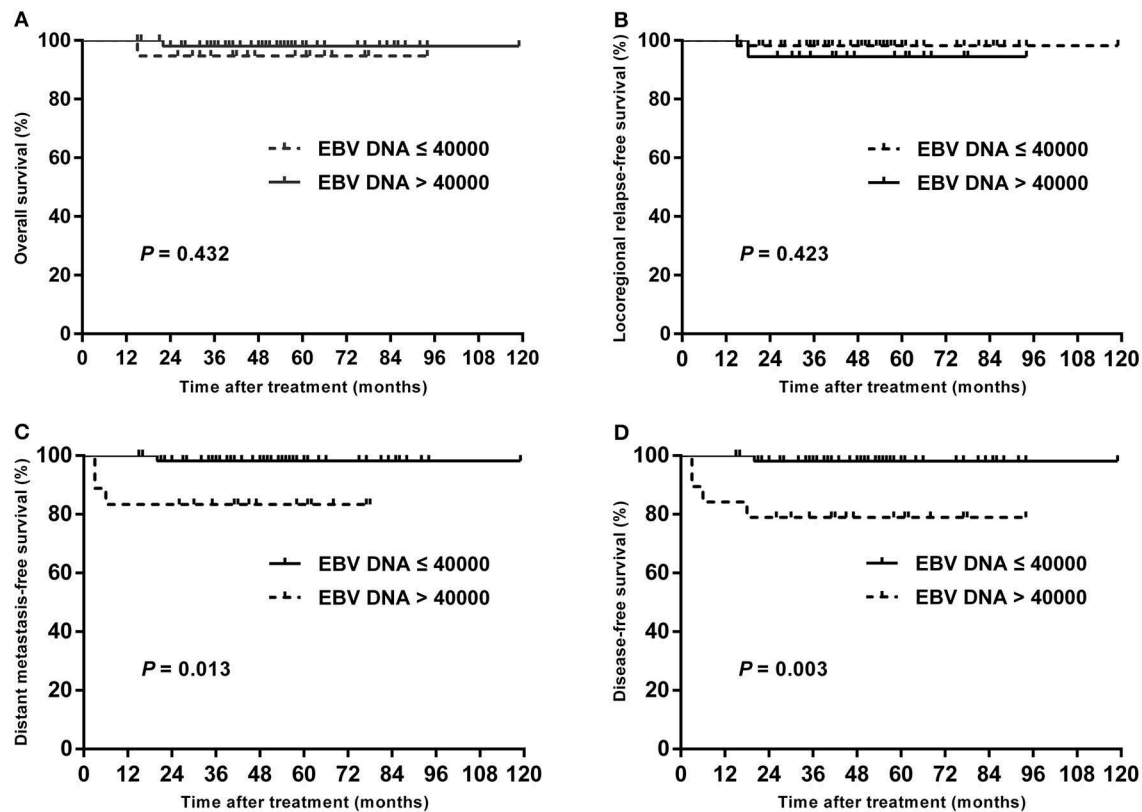 A
Overall survival (%)
100
80
60
40
20
0
EBV DNA ≤ 40000
EBV DNA > 40000
P = 0.432
0 12 24 36 48 60 72 84 96 108 120
Time after treatment (months)
B
Locoregional relapse-free survival (%)
100
80
60
40
20
0
EBV DNA ≤ 40000
EBV DNA > 40000
P = 0.423
0 12 24 36 48 60 72 84 96 108 120
Time after treatment (months)
C
Distant metastasis-free survival (%)
100
80
60
40
20
0
EBV DNA ≤ 40000
EBV DNA > 40000
P = 0.013
0 12 24 36 48 60 72 84 96 108 120
Time after treatment (months)
D
Disease-free survival (%)
100
80
60
40
20
0
EBV DNA ≤ 40000
EBV DNA > 40000
P = 0.003
0 12 24 36 48 60 72 84 96 108 120
Time after treatment (months)